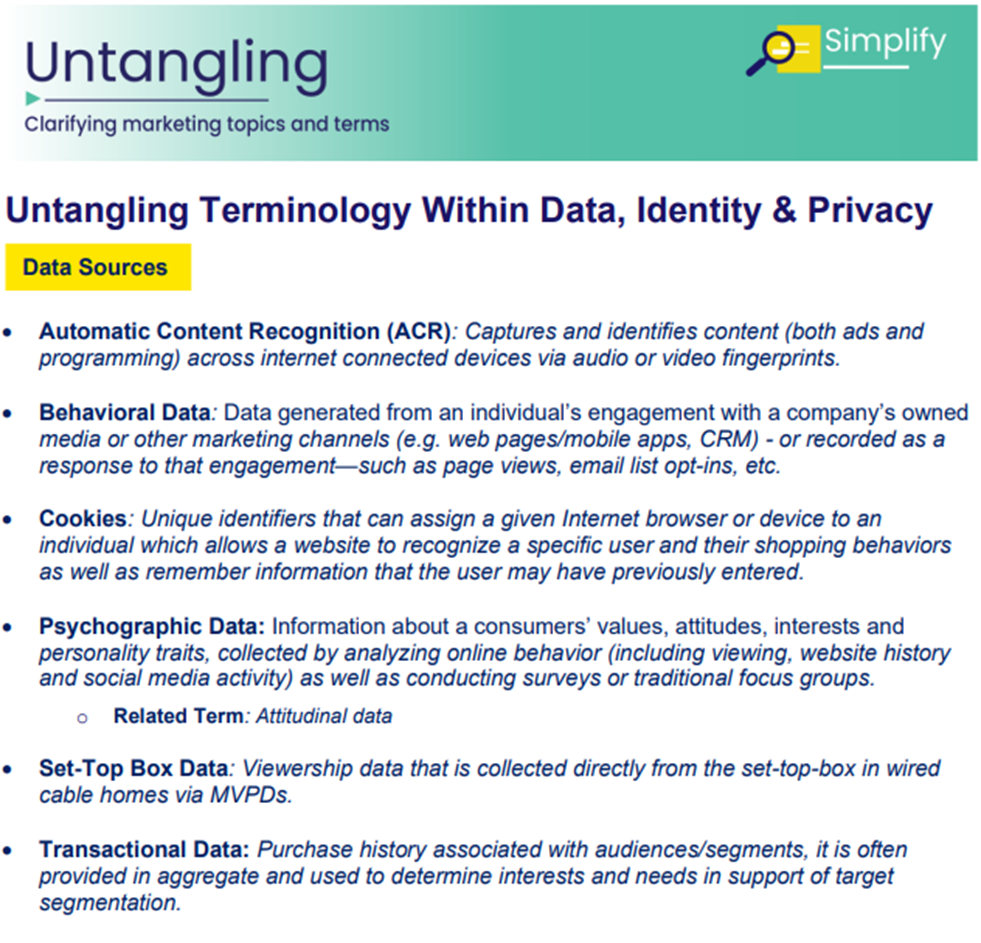 Untangling
Simplify
Clarifying marketing topics and terms
Untangling Terminology Within Data, Identity & Privacy
Data Sources
• Automatic Content Recognition (ACR): Captures and identifies content (both ads and
programming) across internet connected devices via audio or video fingerprints.
• Behavioral Data: Data generated from an individual’s engagement with a company’s owned
media or other marketing channels (e.g. web pages/mobile apps, CRM) - or recorded as a
response to that engagement—such as page views, email list opt-ins, etc.
• Cookies: Unique identifiers that can assign a given Internet browser or device to an
individual which allows a website to recognize a specific user and their shopping behaviors
as well as remember information that the user may have previously entered.
• Psychographic Data: Information about a consumers’ values, attitudes, interests and
personality traits, collected by analyzing online behavior (including viewing, website history
and social media activity) as well as conducting surveys or traditional focus groups.
o Related Term: Attitudinal data
• Set-Top Box Data: Viewership data that is collected directly from the set-top-box in wired
cable homes via MVPDs.
• Transactional Data: Purchase history associated with audiences/segments, it is often
provided in aggregate and used to determine interests and needs in support of target
segmentation.